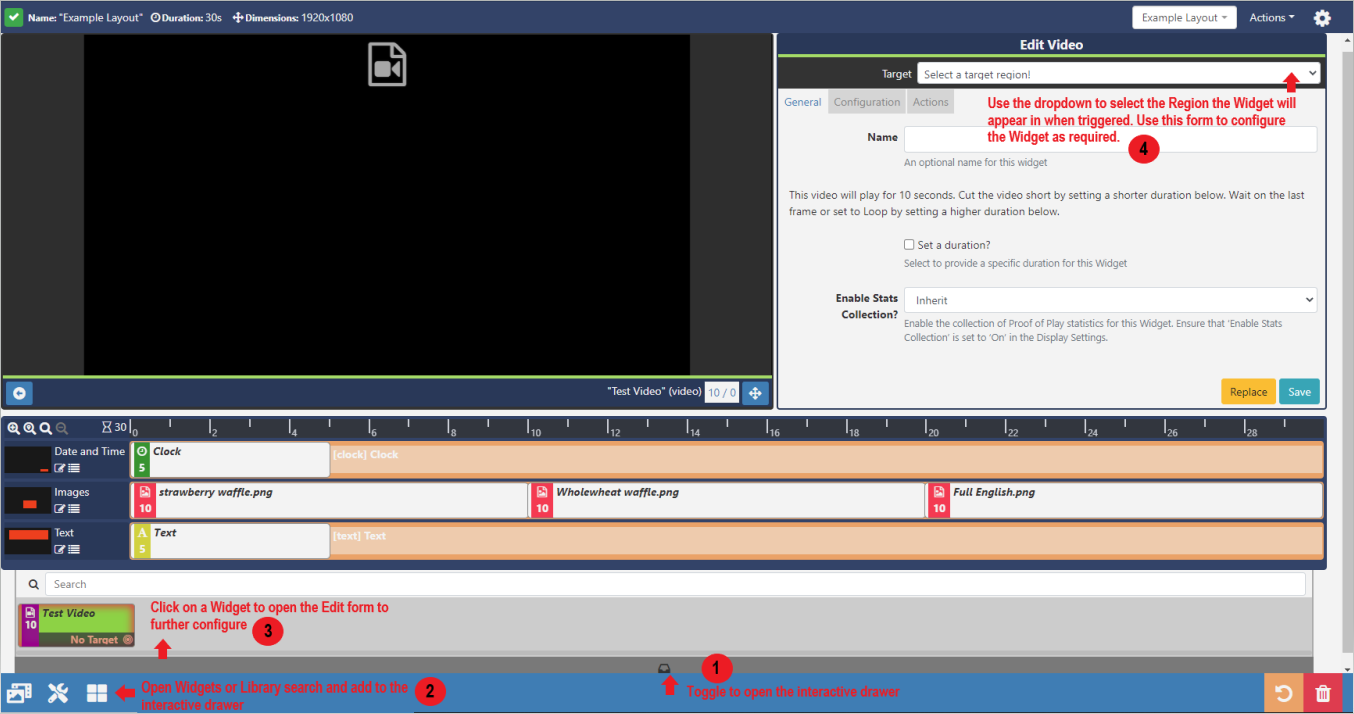 Name: "Example Layout" Duration: 30s Dimensions: 1920x1080
Example Layout Actions
Edit Video
Target Select a target region!
General Configuration Actions
Use the dropdown to select the Region the Widget will
appear in when triggered. Use this form to configure
the Widget as required.
4
Name
An optional name for this widget
This video will play for 10 seconds. Cut the video short by setting a shorter duration below. Wait on the last
frame or set to Loop by setting a higher duration below.
Set a duration?
Select to provide a specific duration for this Widget
Enable Stats
Collection?
Inherit
Enable the collection of Proof of Play statistics for this Widget. Ensure that 'Enable Stats
Collection' is set to 'On' in the Display Settings.
"Test Video" (video) 10 / 0
Replace Save
30 0 2 4 6 8 10 12 14 16 18 20 22 24 26 28
Date and Time Clock [clock] Clock
5
Images strawberry waffle.png Wholewheat waffle.png Full English.png
10 10 10
Text A Text [text] Text
5
Search
Test Video
10
No Target
Click on a Widget to open the Edit form to
further configure
3
1
Toggle to open the interactive drawer
Open Widgets or Library search and add to the
interactive drawer
2